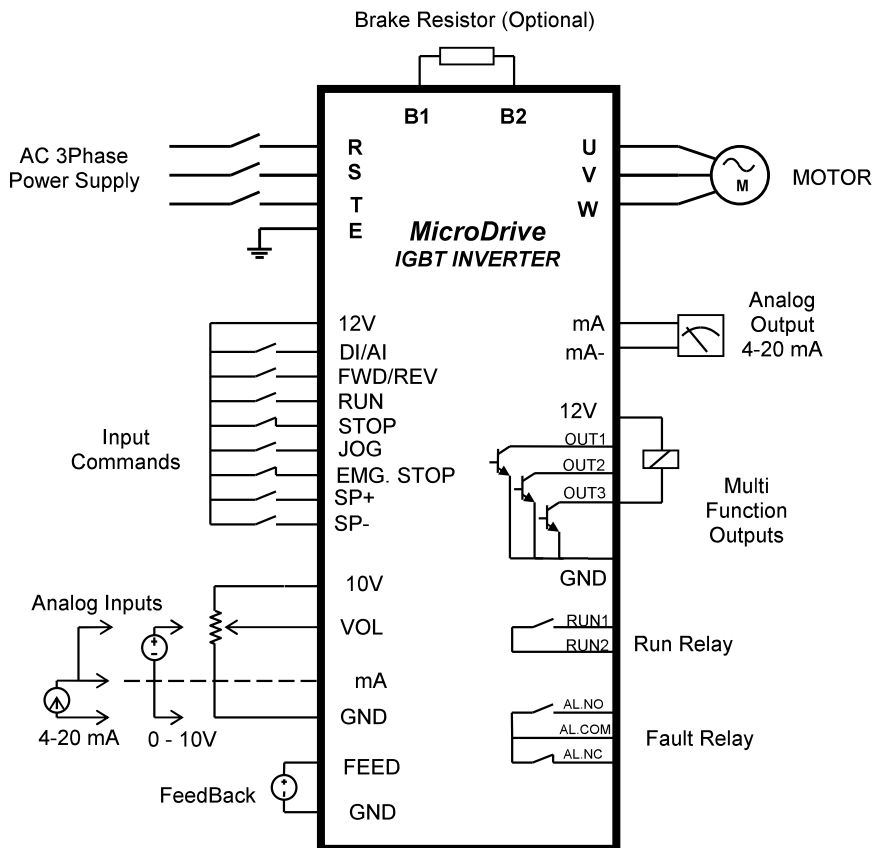 Brake Resistor (Optional)
B1 B2
AC 3Phase
Power Supply
R
S
T
E
U
V
W
M
MOTOR
MicroDrive
IGBT INVERTER
Input
Commands
12V
DI/AI
FWD/REV
RUN
STOP
JOG
EMG. STOP
SP+
SP-
mA
mA-
Analog
Output
4-20 mA
12V
OUT1
OUT2
OUT3
GND
Multi
Function
Outputs
Analog Inputs
10V
VOL
mA
GND
4-20 mA
0 - 10V
RUN1
RUN2
Run Relay
AL.NO
AL.COM
AL.NC
Fault Relay
FeedBack
FEED
GND